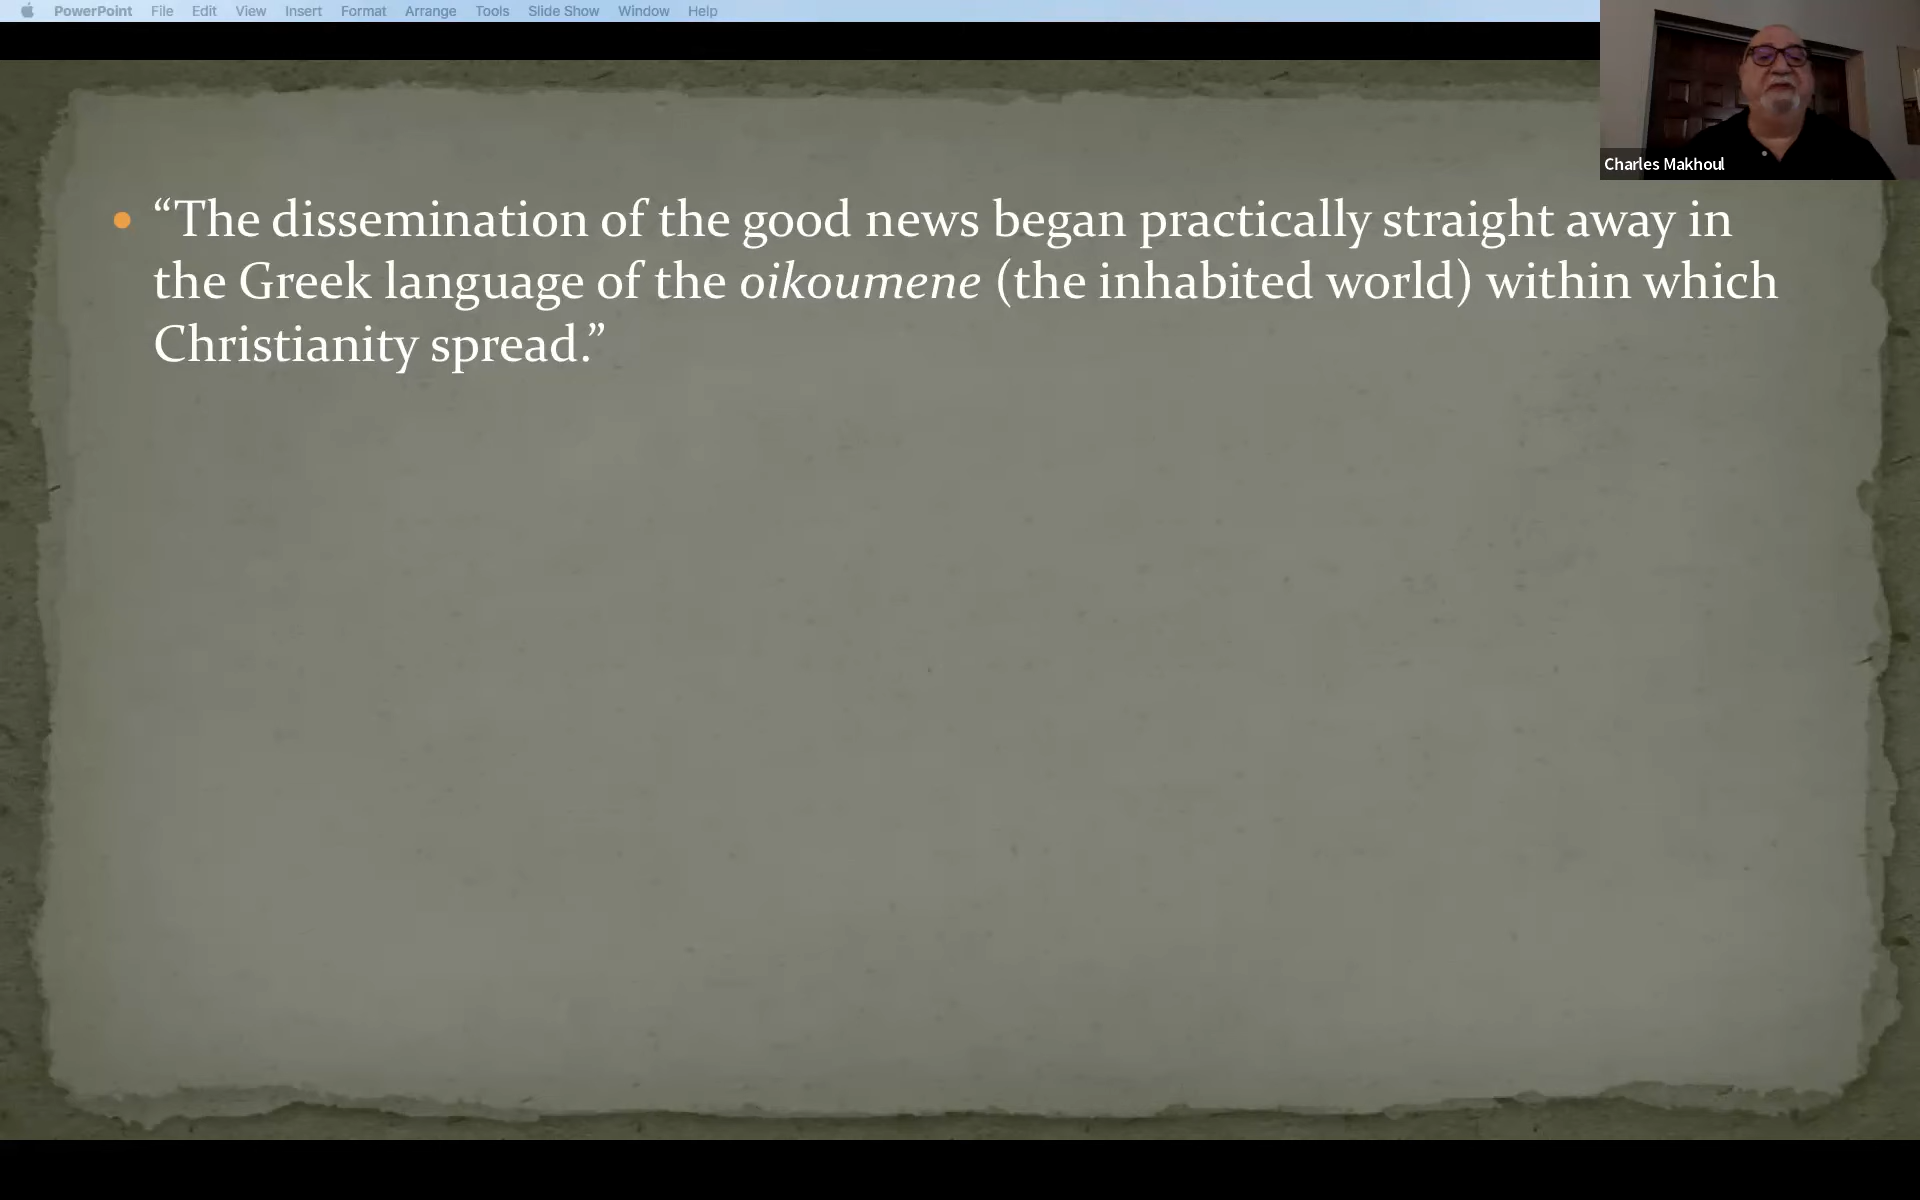 PowerPoint File Edit View Insert Format Arrange Tools Slide Show Window Help
Charles Makhoul
• “The dissemination of the good news began practically straight away in
the Greek language of the oikoumene (the inhabited world) within which
Christianity spread.”